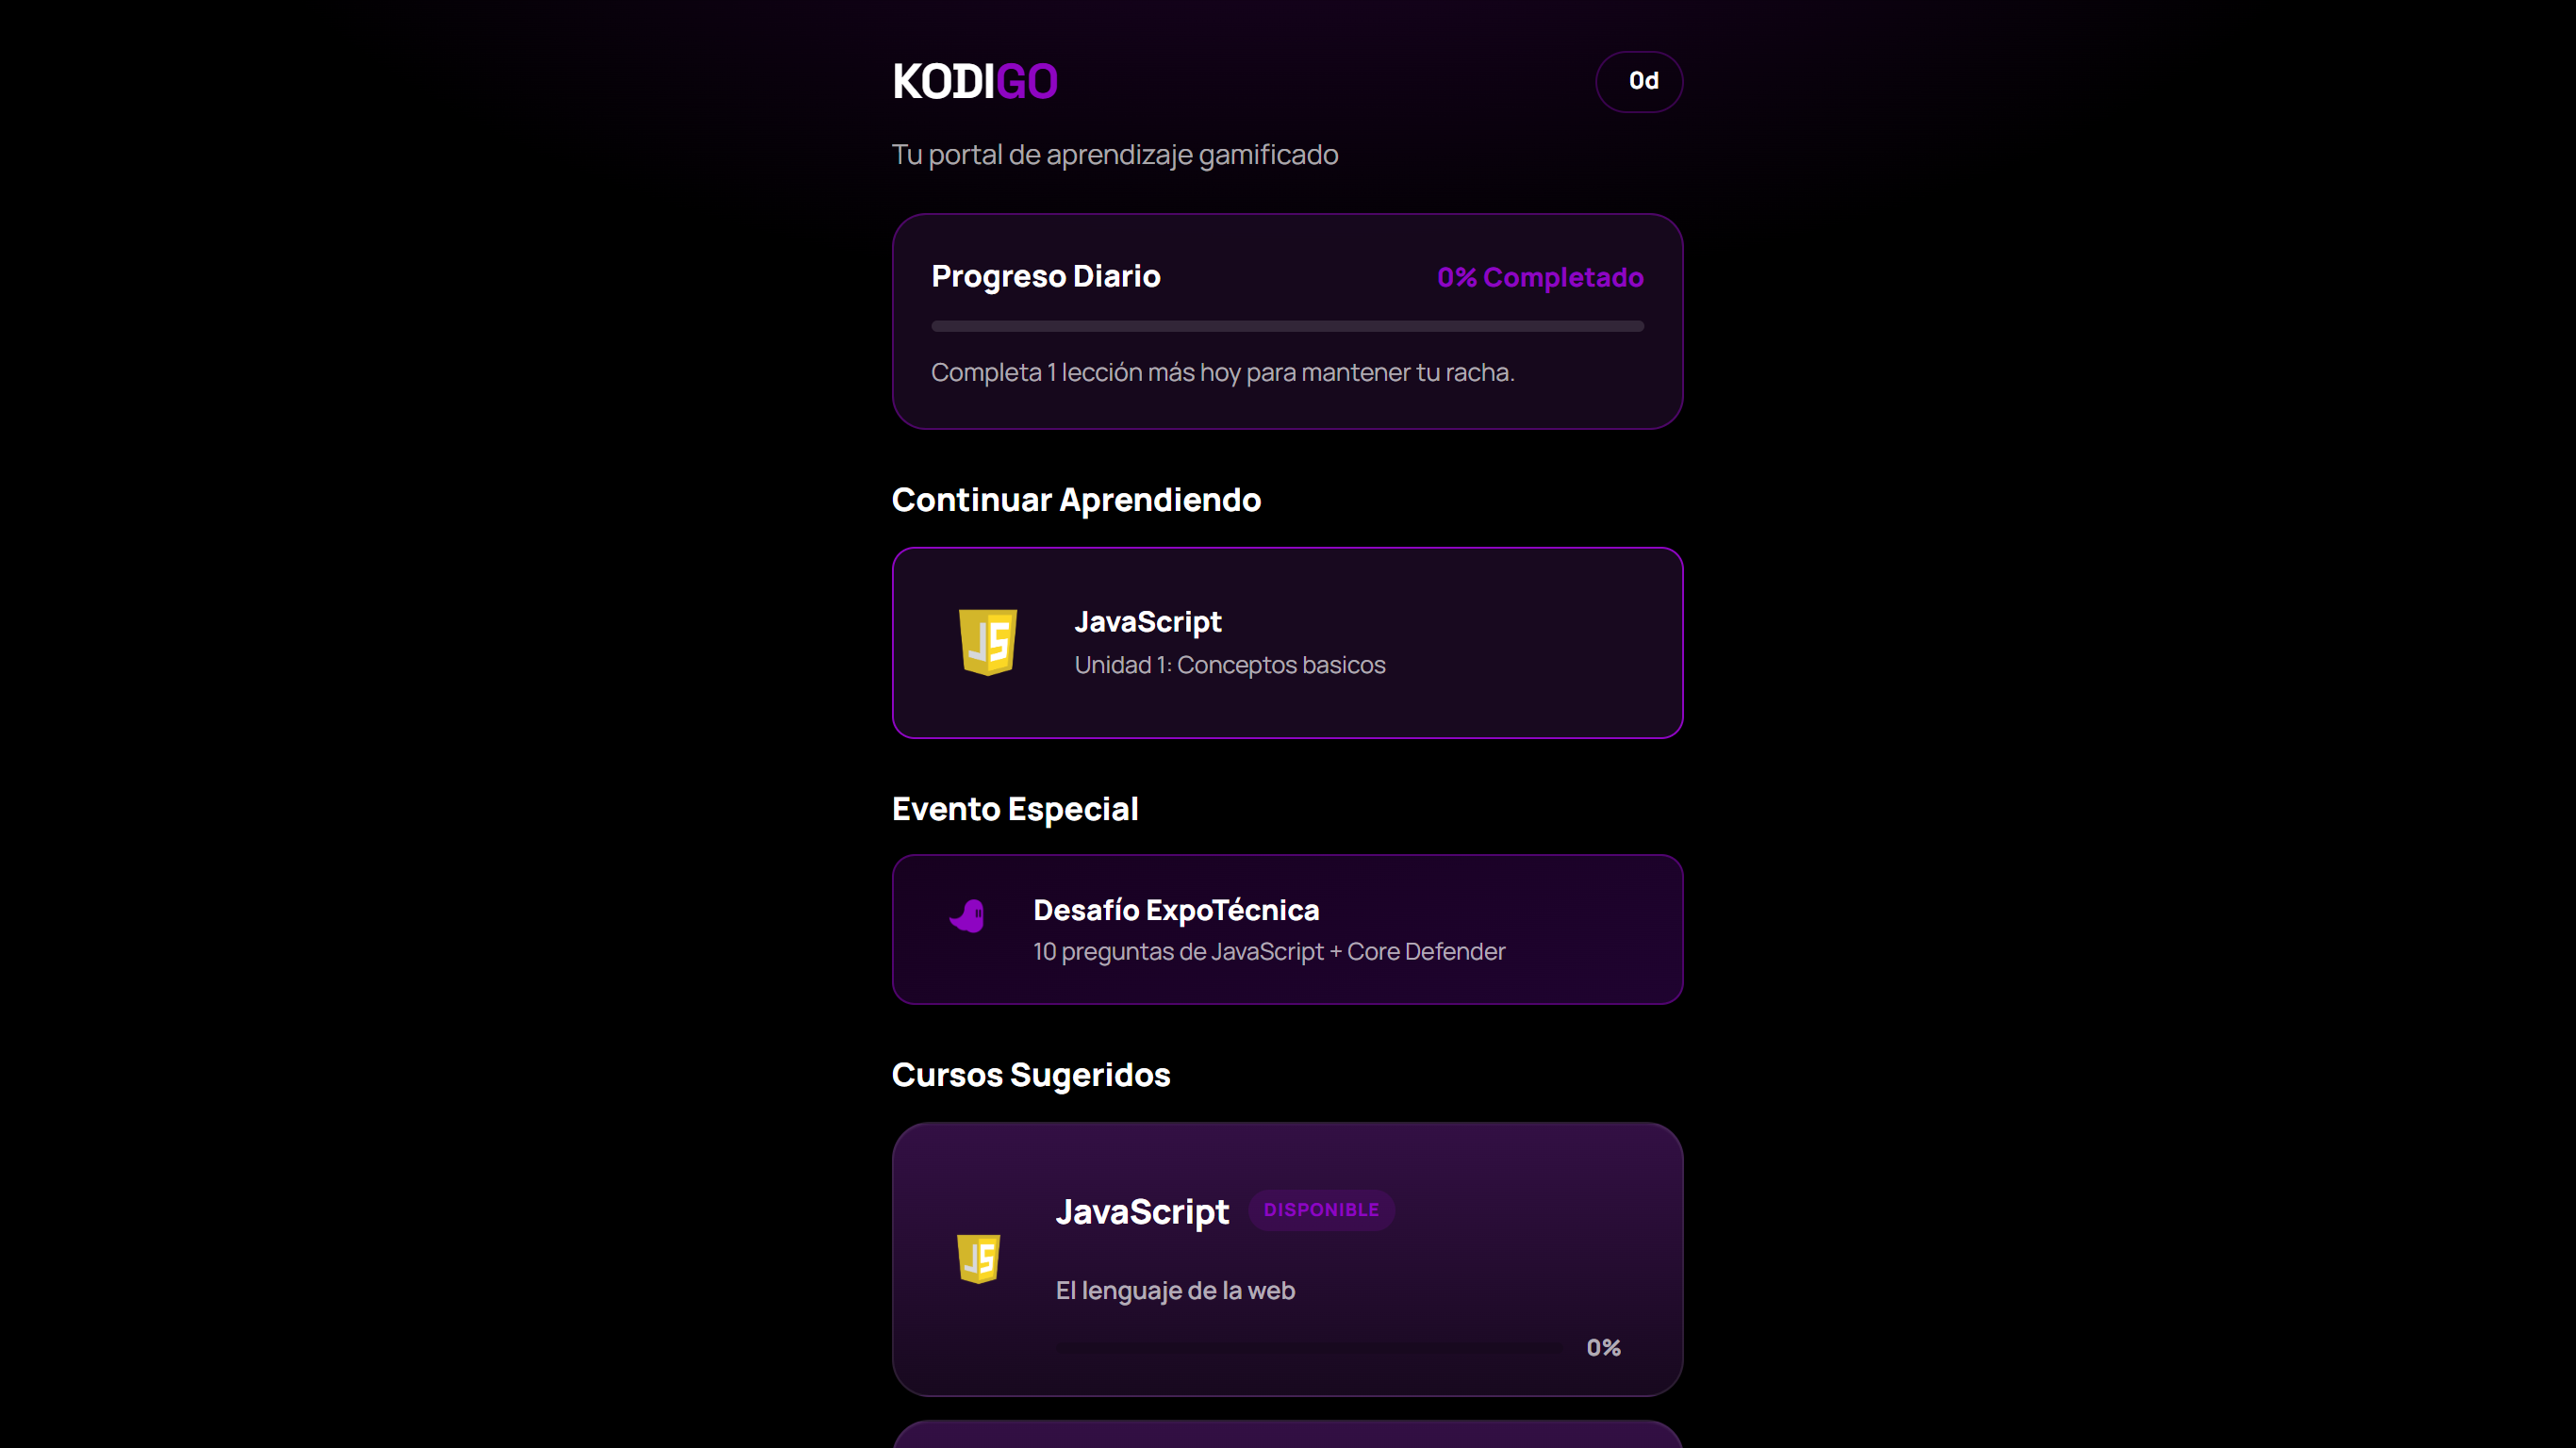 KODIGO
0d
Tu portal de aprendizaje gamificado
Progreso Diario
0% Completado
Completa 1 lección más hoy para mantener tu racha.
Continuar Aprendiendo
JS
JavaScript
Unidad 1: Conceptos basicos
Evento Especial
Desafío ExpoTécnica
10 preguntas de JavaScript + Core Defender
Cursos Sugeridos
JavaScript
DISPONIBLE
JS
El lenguaje de la web
0%